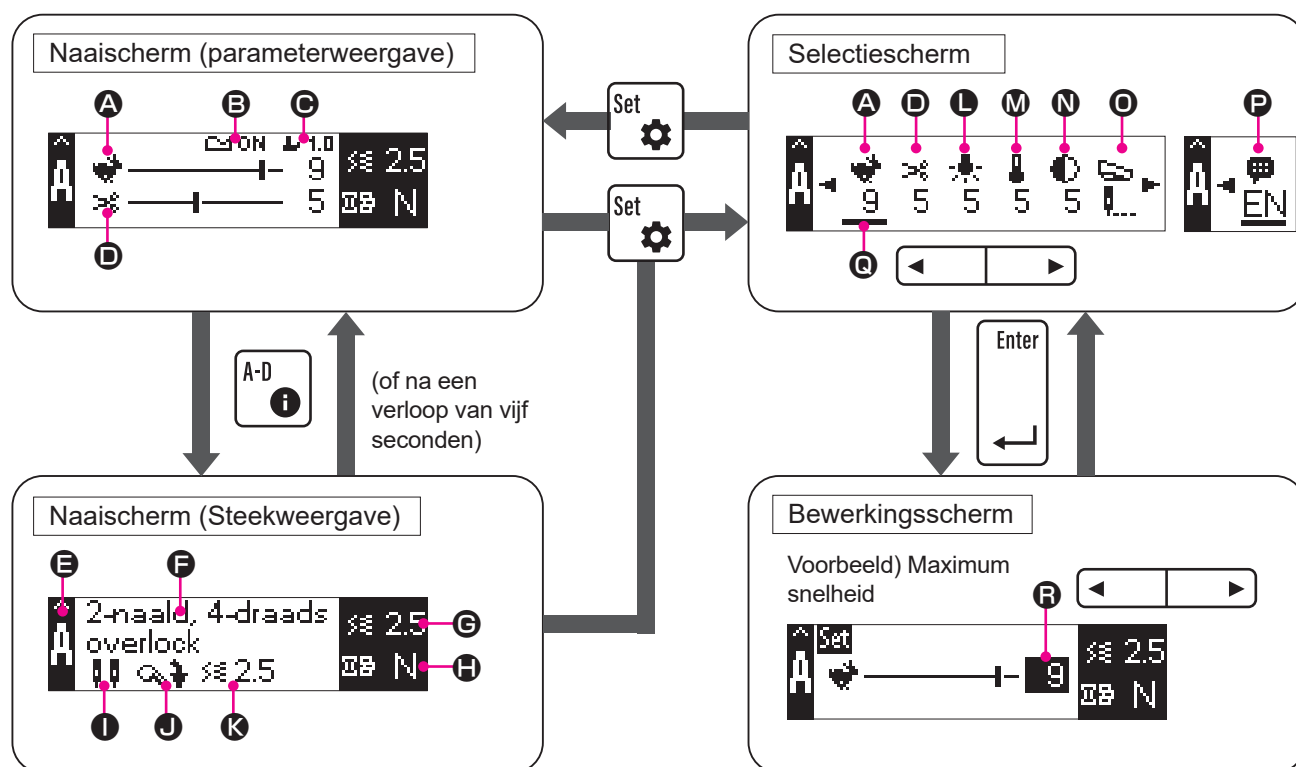 Naaischerm (parameterweergave)
A B C
ON 1.0
9
5
2.5
N
A
D
Set
Set
Selectiescherm
A D L M N O P
9 5 5 5 5
EN
A
A
Q
◄ ►
A-D
i
(of na een
verloop van vijf
seconden)
Enter
Naaischerm (Steekweergave)
E F
2-naald, 4-draads
overlock
2.5
2.5 G
N H
A
I J K
Bewerkingsscherm
Voorbeeld) Maximum
snelheid
R
◄ ►
Set
9
2.5
N
A